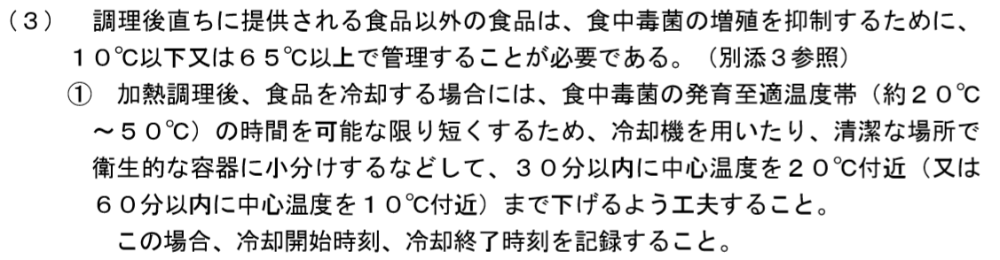 （３）　調理後直ちに提供される食品以外の食品は、食中毒菌の増殖を抑制するために、
１０℃以下又は６５℃以上で管理することが必要である。（別添３参照）
①　加熱調理後、食品を冷却する場合には、食中毒菌の発育至適温度帯（約２０℃
～５０℃）の時間を可能な限り短くするため、冷却機を用いたり、清潔な場所で
衛生的な容器に小分けするなどして、３０分以内に中心温度を２０℃付近（又は
６０分以内に中心温度を１０℃付近）まで下げるよう工夫すること。
この場合、冷却開始時刻、冷却終了時刻を記録すること。